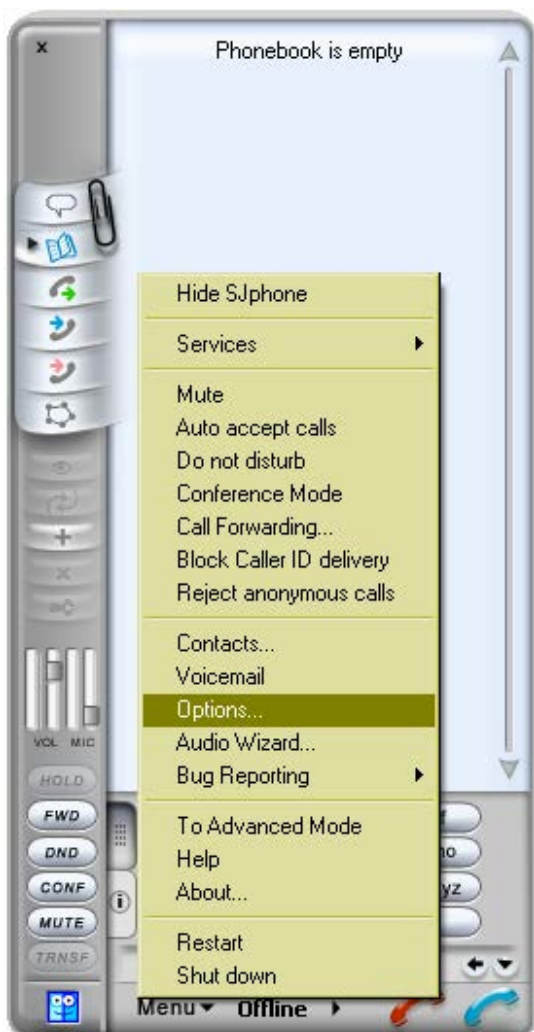 x
Phonebook is empty
Hide SJphone
Services
Mute
Auto accept calls
Do not disturb
Conference Mode
Call Forwarding...
Block Caller ID delivery
Reject anonymous calls
Contacts...
Voicemail
Options...
Audio Wizard...
Bug Reporting
To Advanced Mode
Help
About...
Restart
Shut down
VOL MIC
HOLD
FWD
DND
CONF
MUTE
TRNSF
Menu Offline